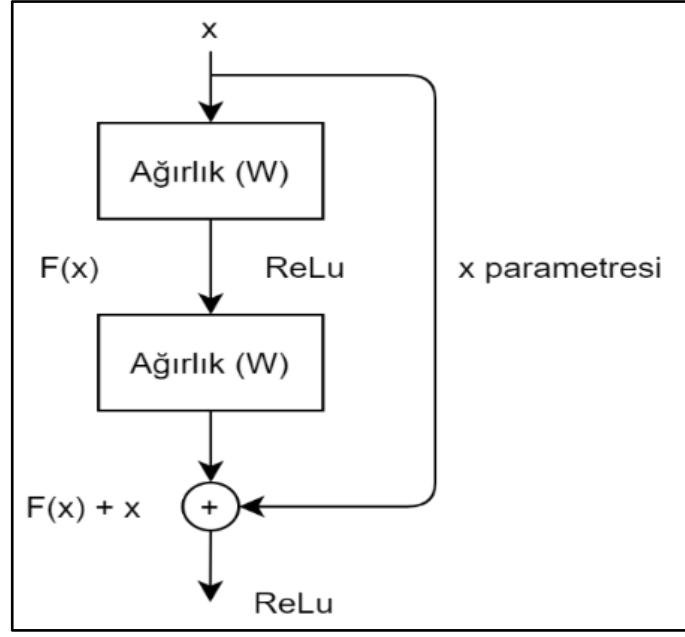 x
Ağırlık (W)
F(x)
ReLu
x parametresi
Ağırlık (W)
F(x) + x
+
ReLu